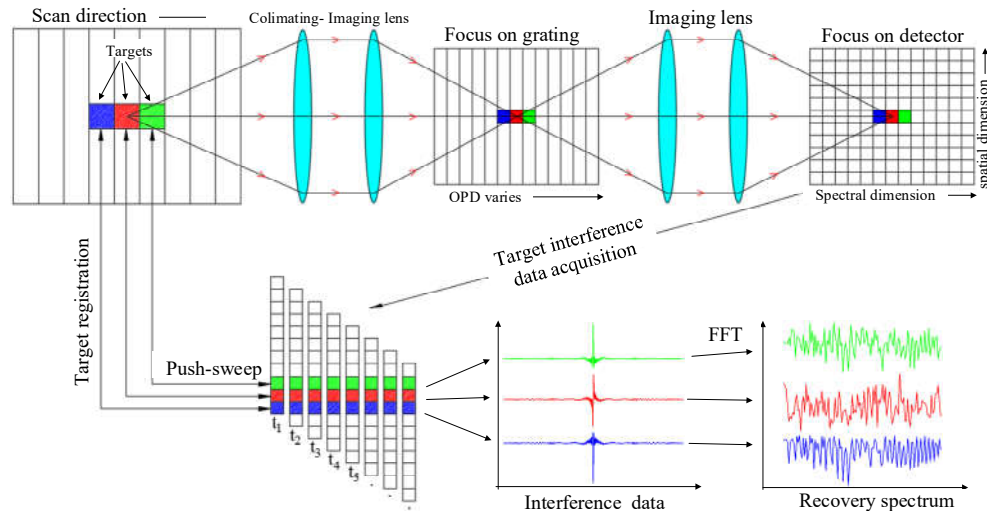 Scan direction
Colimating- Imaging lens
Imaging lens
Targets
Focus on grating
Focus on detector
OPD varies
Spectral dimension
spatial dimension
Target interference
data acquisition
Target registration
Push-sweep
t1
t2
t3
t4
t5
FFT
Interference data
Recovery spectrum